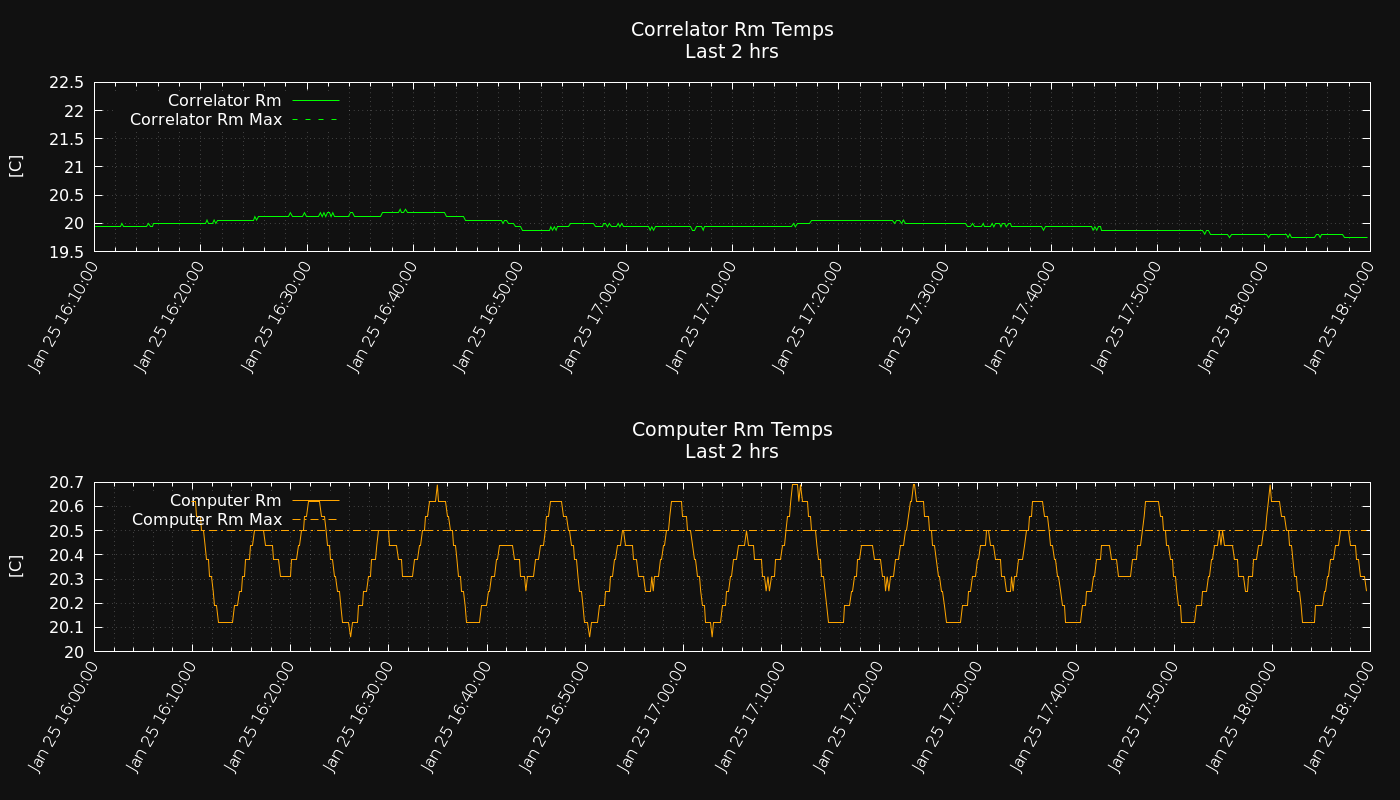 Correlator Rm Temps
Last 2 hrs
22.5
22
21.5
21
20.5
20
19.5
[C]
Correlator Rm
Correlator Rm Max
Jan 25 16:10:00
Jan 25 16:20:00
Jan 25 16:30:00
Jan 25 16:40:00
Jan 25 16:50:00
Jan 25 17:00:00
Jan 25 17:10:00
Jan 25 17:20:00
Jan 25 17:30:00
Jan 25 17:40:00
Jan 25 17:50:00
Jan 25 18:00:00
Jan 25 18:10:00
Computer Rm Temps
Last 2 hrs
20.7
20.6
20.5
20.4
20.3
20.2
20.1
20
[C]
Computer Rm
Computer Rm Max
Jan 25 16:00:00
Jan 25 16:10:00
Jan 25 16:20:00
Jan 25 16:30:00
Jan 25 16:40:00
Jan 25 16:50:00
Jan 25 17:00:00
Jan 25 17:10:00
Jan 25 17:20:00
Jan 25 17:30:00
Jan 25 17:40:00
Jan 25 17:50:00
Jan 25 18:00:00
Jan 25 18:10:00